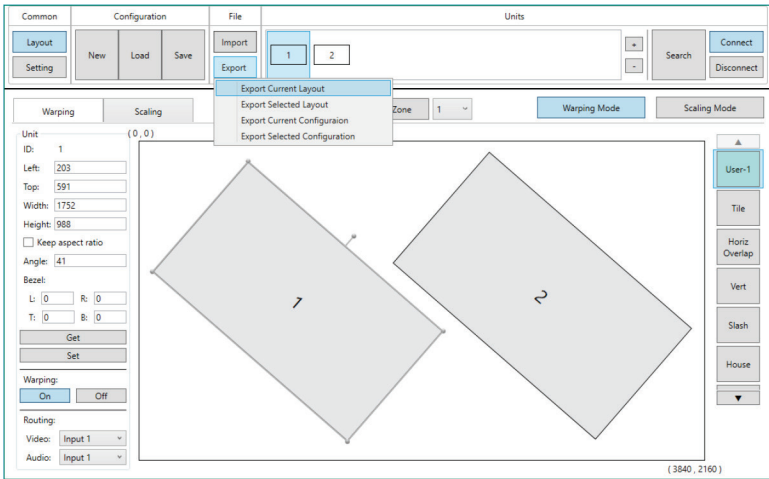 Common
Configuration
File
Units
Layout
Setting
New
Load
Save
Import
Export
1
2
+
-
Search
Connect
Disconnect
Export Current Layout
Export Selected Layout
Export Current Configuraion
Export Selected Configuration
Warping
Scaling
Zone
1
Warping Mode
Scaling Mode
Unit
( 0 , 0 )
ID: 1
Left: 203
Top: 591
Width: 1752
Height: 988
Keep aspect ratio
Angle: 41
Bezel:
L: 0 R: 0
T: 0 B: 0
Get
Set
Warping:
On Off
Routing:
Video: Input 1
Audio: Input 1
1
2
User-1
Tile
Horiz
Overlap
Vert
Slash
House
( 3840 , 2160 )